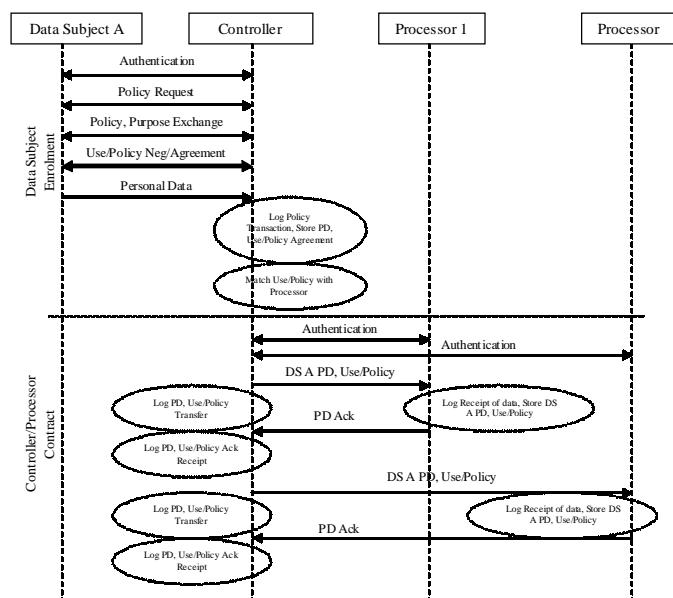 Data Subject A
Controller
Processor 1
Processor
Authentication
Policy Request
Policy, Purpose Exchange
Use/Policy Neg/Agreement
Personal Data
Data Subject
Enrolment
Log Policy
Transaction, Store PD,
Use/Policy Agreement
Match Use/Policy with
Processor
Authentication
Authentication
DS A PD, Use/Policy
Log PD, Use/Policy
Transfer
Log Receipt of data, Store DS
A PD, Use/Policy
PD Ack
Log PD, Use/Policy Ack
Receipt
Controller/Processor
Contract
DS A PD, Use/Policy
Log PD, Use/Policy
Transfer
Log Receipt of data, Store DS
A PD, Use/Policy
PD Ack
Log PD, Use/Policy Ack
Receipt